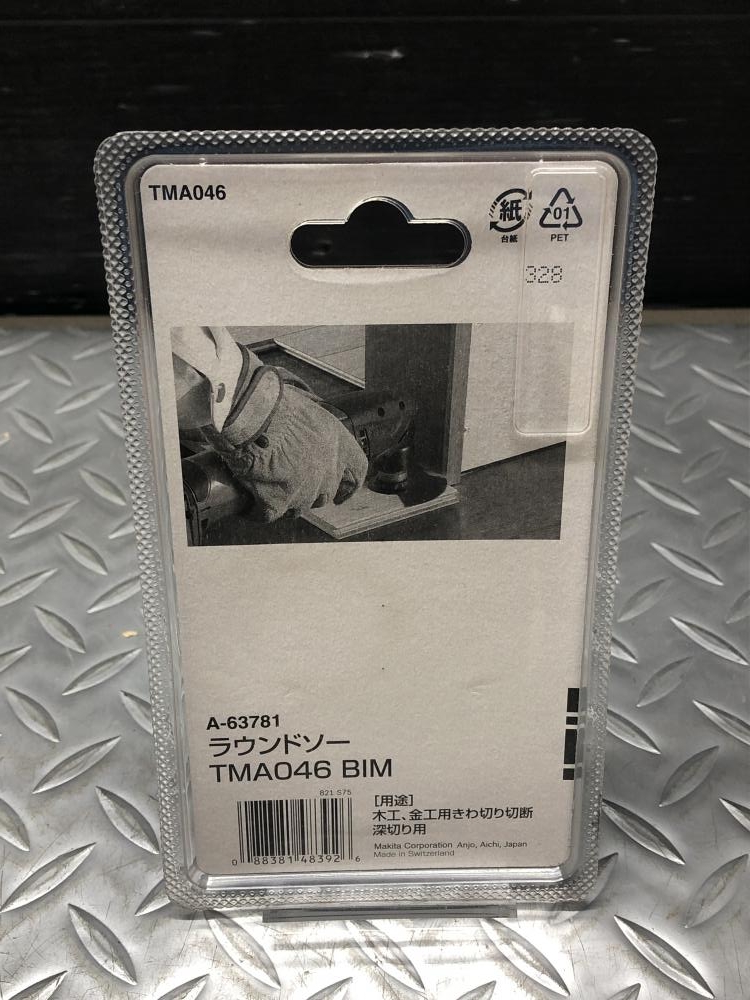 TMA046
紙
台紙
01
PET
328
A-63781
ラウンドソー
TMA046 BIM
821 575
0 88381 48392 6
[用途]
木工、金工用きわ切り切断
深切り用
Makita Corporation Anjo, Aichi, Japan
Made in Switzerland